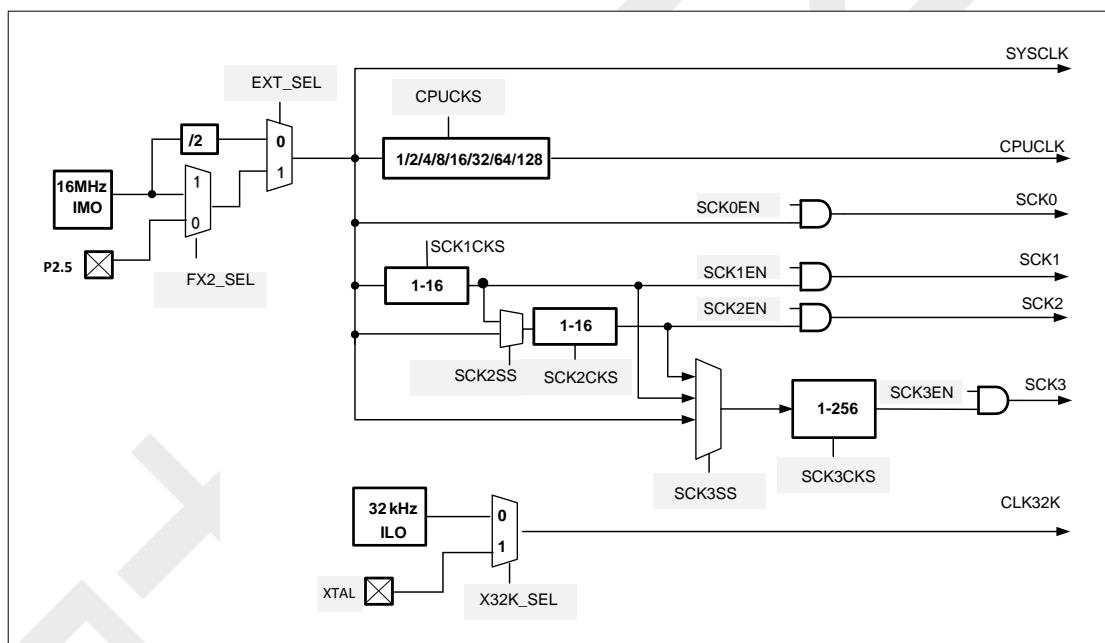 SYSCLK
EXT_SEL
CPUCKS
/2
0
1
1/2/4/8/16/32/64/128
CPUCLK
16MHz
IMO
1
0
SCK0EN
SCK0
P2.5
FX2_SEL
SCK1CKS
1-16
SCK1EN
SCK1
SCK2EN
SCK2
1-16
SCK2SS
SCK2CKS
1-256
SCK3EN
SCK3
SCK3SS
SCK3CKS
32 kHz
ILO
0
1
CLK32K
XTAL
X32K_SEL